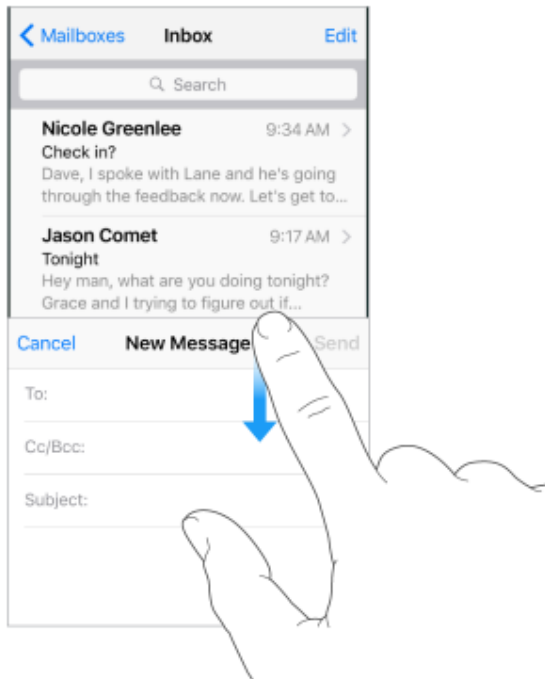 Mailboxes Inbox Edit
Search
Nicole Greenlee 9:34 AM
Check in?
Dave, I spoke with Lane and he's going
through the feedback now. Let's get to...
Jason Comet 9:17 AM
Tonight
Hey man, what are you doing tonight?
Grace and I trying to figure out if...
Cancel New Message Send
To:
Cc/Bcc:
Subject: